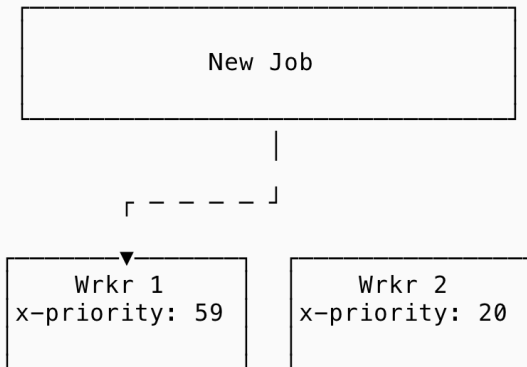 New Job
Wrkr 1
x-priority: 59
Wrkr 2
x-priority: 20